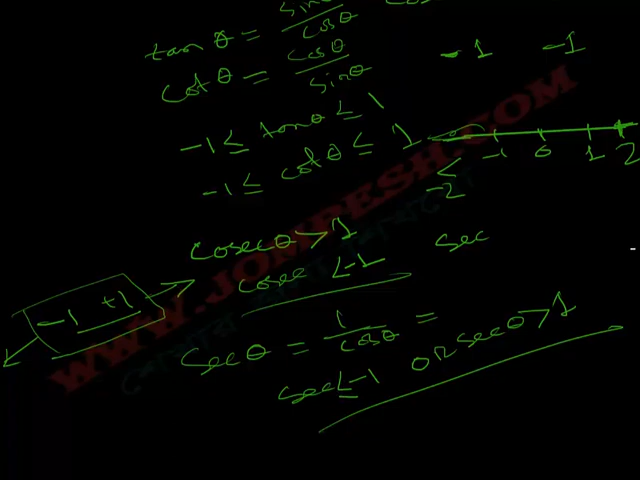 tan θ = sinθ/cosθ
-1 -1
cot θ = cosθ/sinθ
-1 ≤ tanθ ≤ 1
-1 ≤ cotθ ≤ 1
-1 0 1 2
<
-2
cosecθ > 1
cosec <-1
sec
-1 +1
secθ = 1/cosθ =
sec≤-1 OR secθ > 1
WWW.JOMPESH.COM